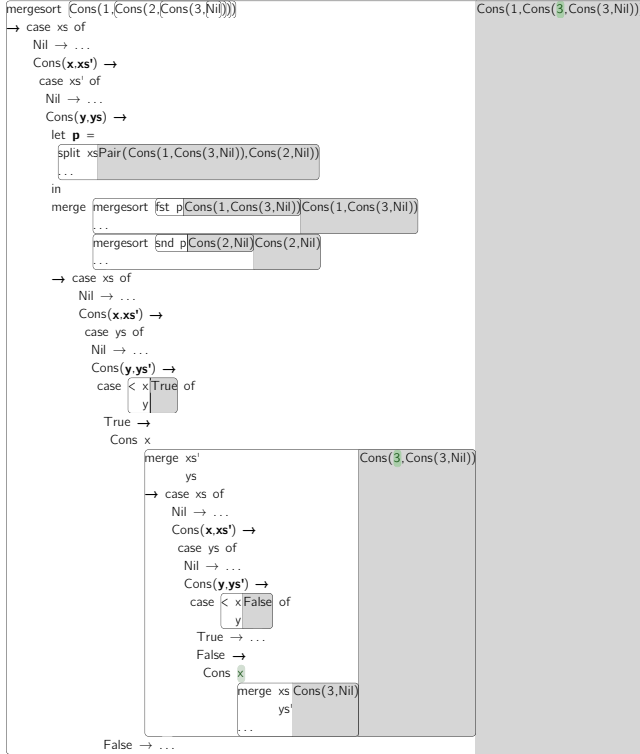 mergesort Cons(1,Cons(2,Cons(3,Nil))) Cons(1,Cons(3,Cons(3,Nil)))
→ case xs of
Nil → ...
Cons(x,xs') →
case xs' of
Nil → ...
Cons(y,ys) →
let p =
split xs Pair(Cons(1,Cons(3,Nil)),Cons(2,Nil))
...
in
merge mergesort fst p Cons(1,Cons(3,Nil)) Cons(1,Cons(3,Nil))
...
mergesort snd p Cons(2,Nil) Cons(2,Nil)
...
→ case xs of
Nil → ...
Cons(x,xs') →
case ys of
Nil → ...
Cons(y,ys') →
case < x True of
y
True →
Cons x
merge xs' Cons(3,Cons(3,Nil))
ys
→ case xs of
Nil → ...
Cons(x,xs') →
case ys of
Nil → ...
Cons(y,ys') →
case < x False of
y
True → ...
False →
Cons x
merge xs Cons(3,Nil)
ys'
...
False → ...